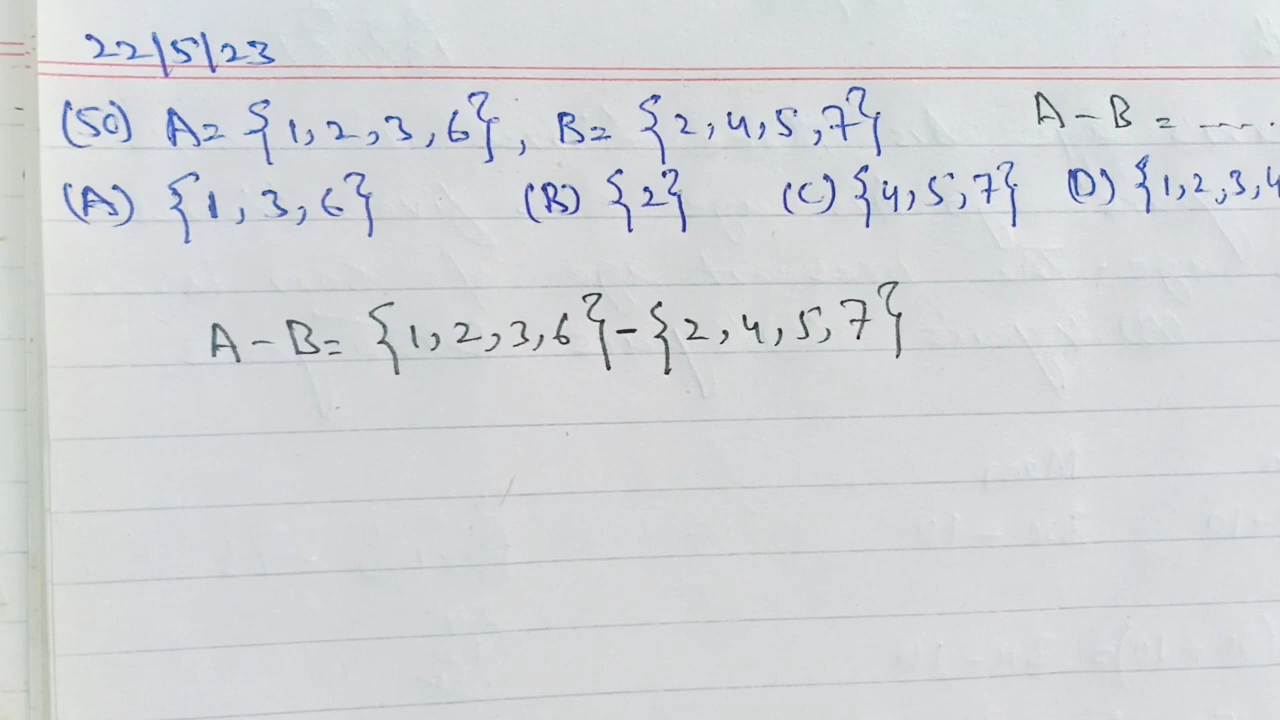 22/5/23
(50) A = {1, 2, 3, 6}, B = {2, 4, 5, 7} A - B = ----.
(A) {1, 3, 6} (B) {2} (C) {4, 5, 7} (D) {1, 2, 3, 4
A - B = {1, 2, 3, 6} - {2, 4, 5, 7}